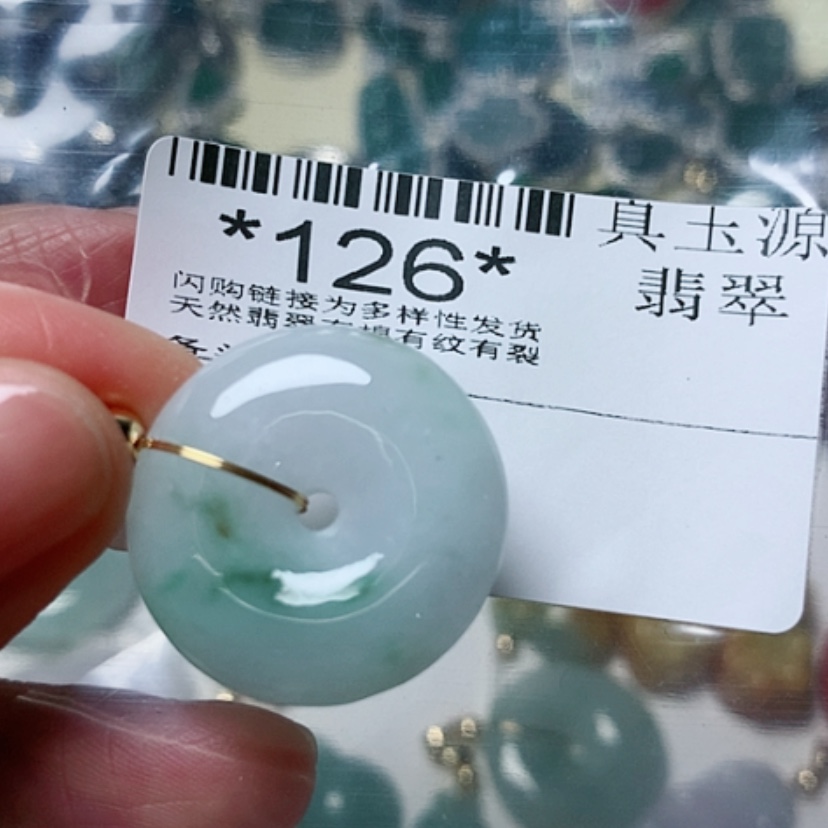 *126*
具玉源
翡翠
闪购链接为多样性发货
天然翡翠有棉有纹有裂